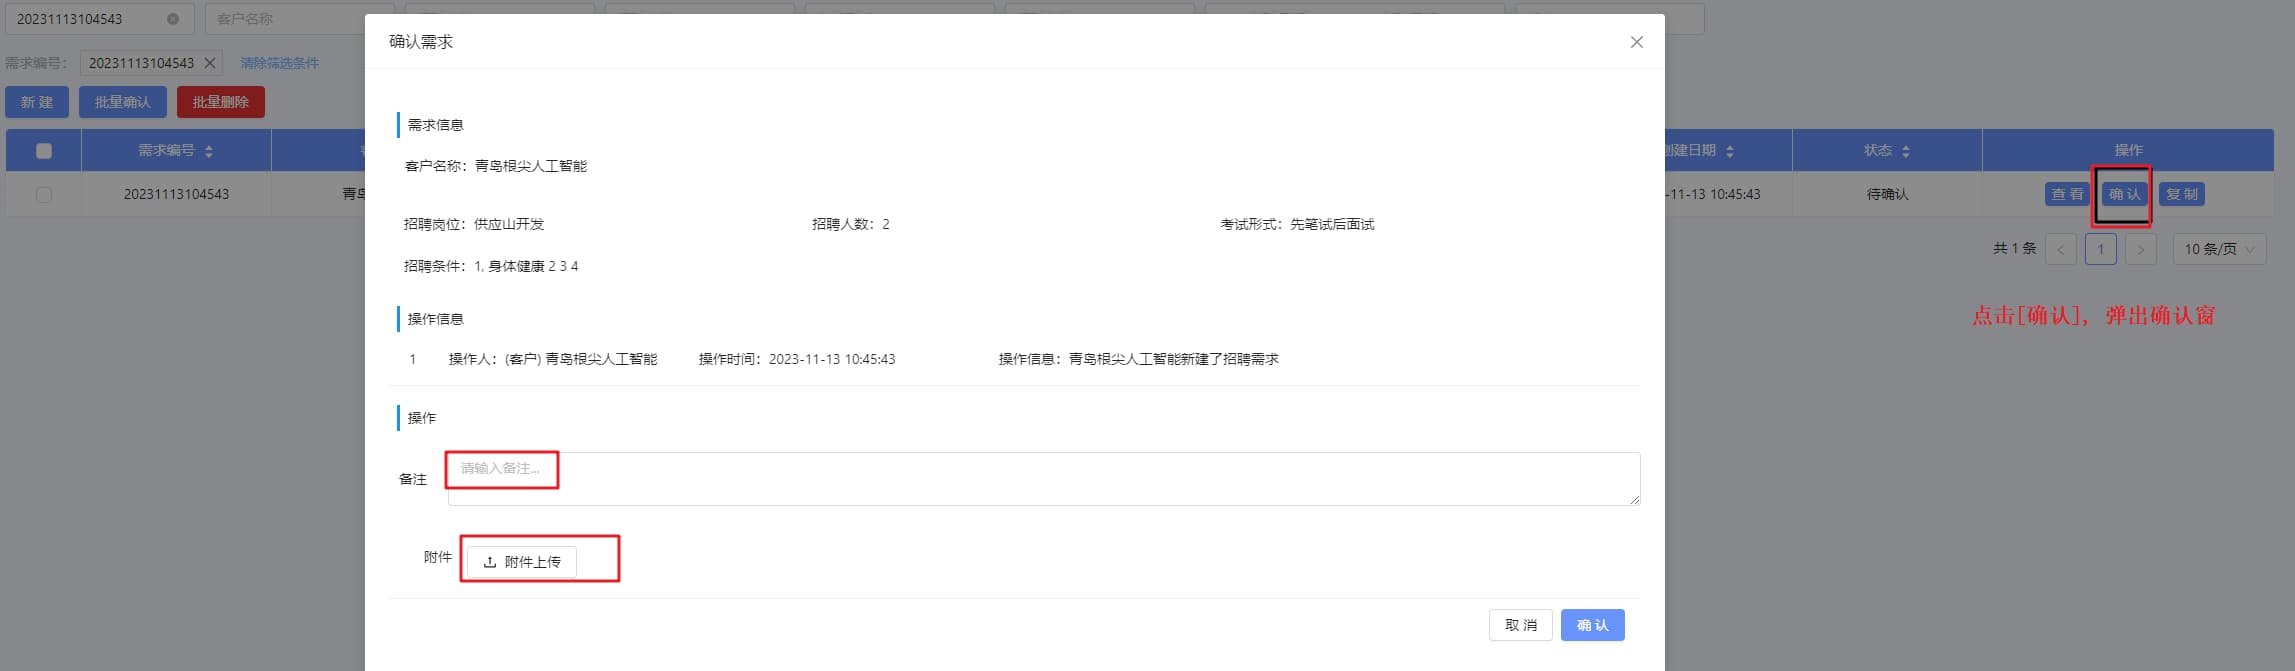 20231113104543 客户名称
确认需求
需求编号： 20231113104543 清除筛选条件
新 建 批量确认 批量删除
需求编号 创建日期 状态 操作
20231113104543 青岛 -11-13 10:45:43 待确认 查 看 确 认 复 制
共 1 条 1 10 条/页
点击[确认]，弹出确认窗
需求信息
客户名称：青岛根尖人工智能
招聘岗位：供应山开发 招聘人数：2 考试形式：先笔试后面试
招聘条件：1, 身体健康 2 3 4
操作信息
1 操作人：(客户) 青岛根尖人工智能 操作时间：2023-11-13 10:45:43 操作信息：青岛根尖人工智能新建了招聘需求
操作
备注 请输入备注...
附件 附件上传
取 消 确 认